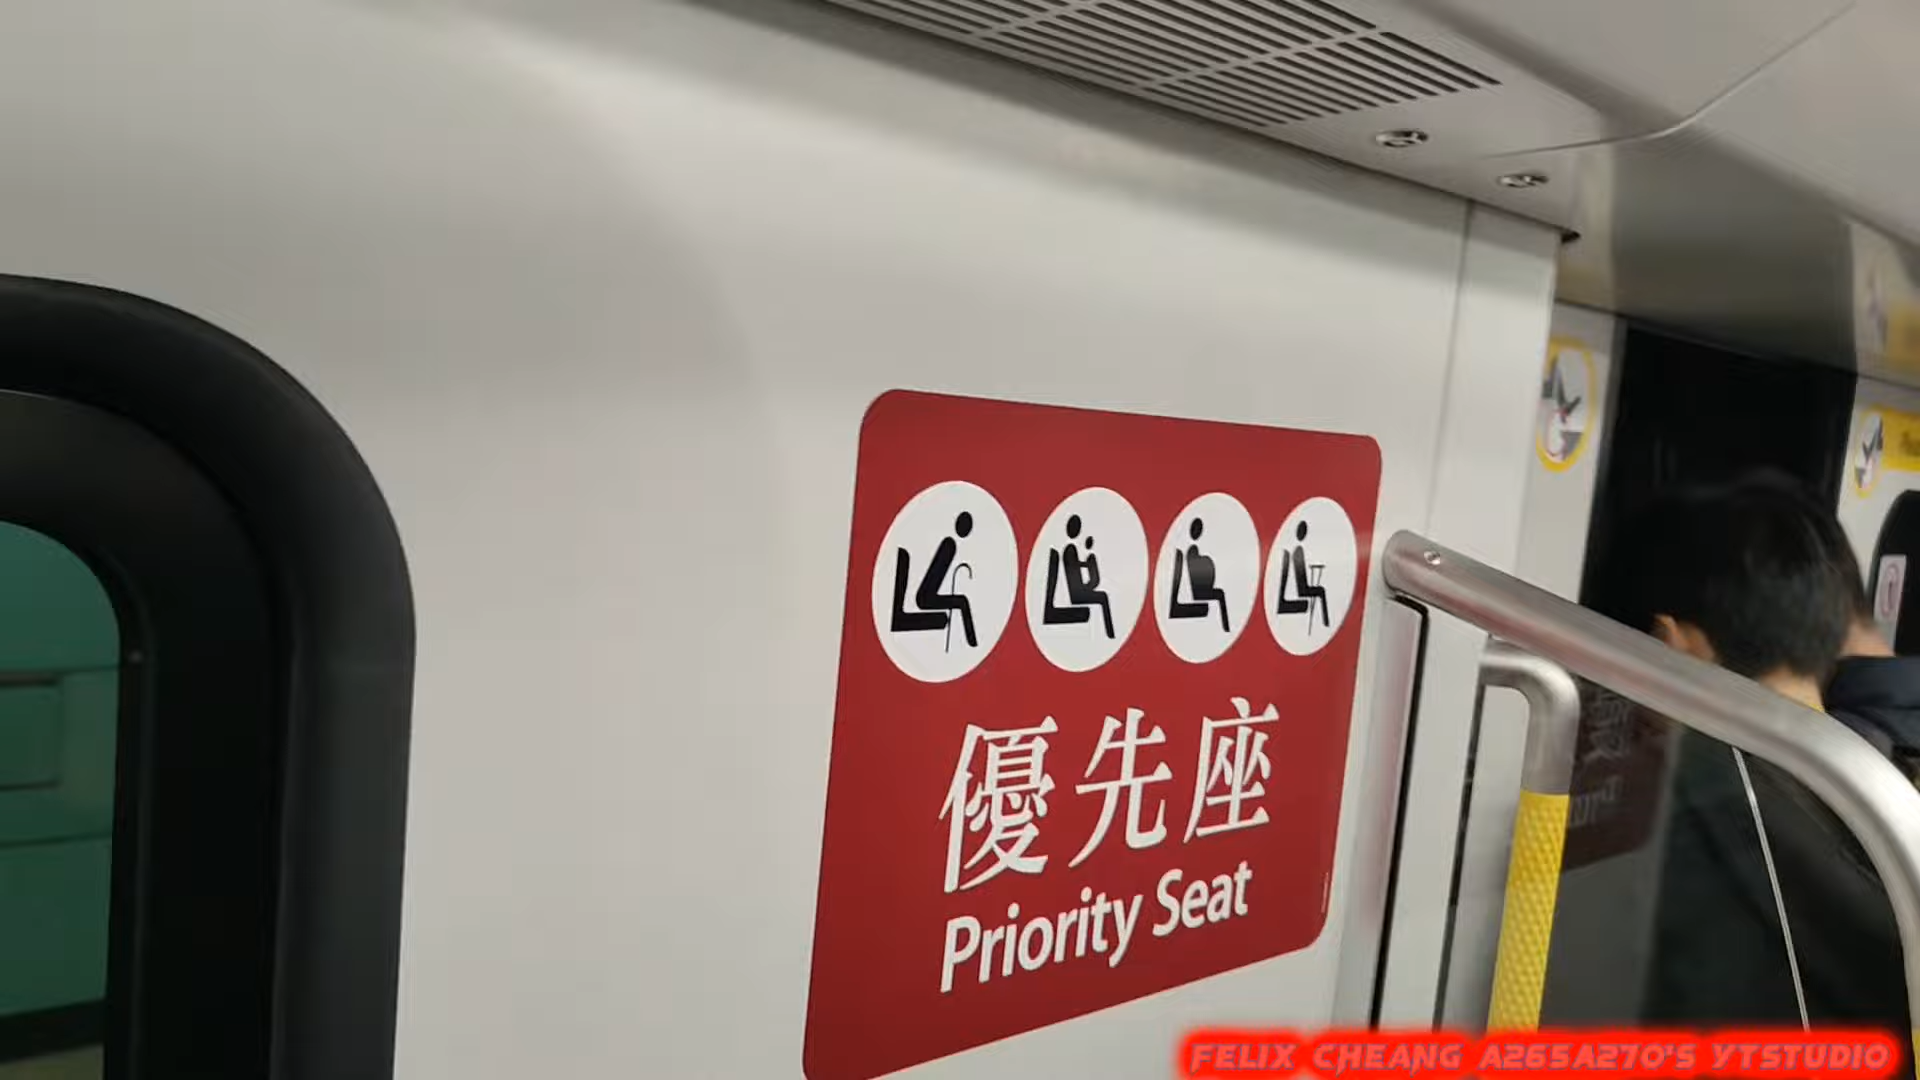 優先座
Priority Seat
FELIX CHEANG A265A270'S YTSTUDIO